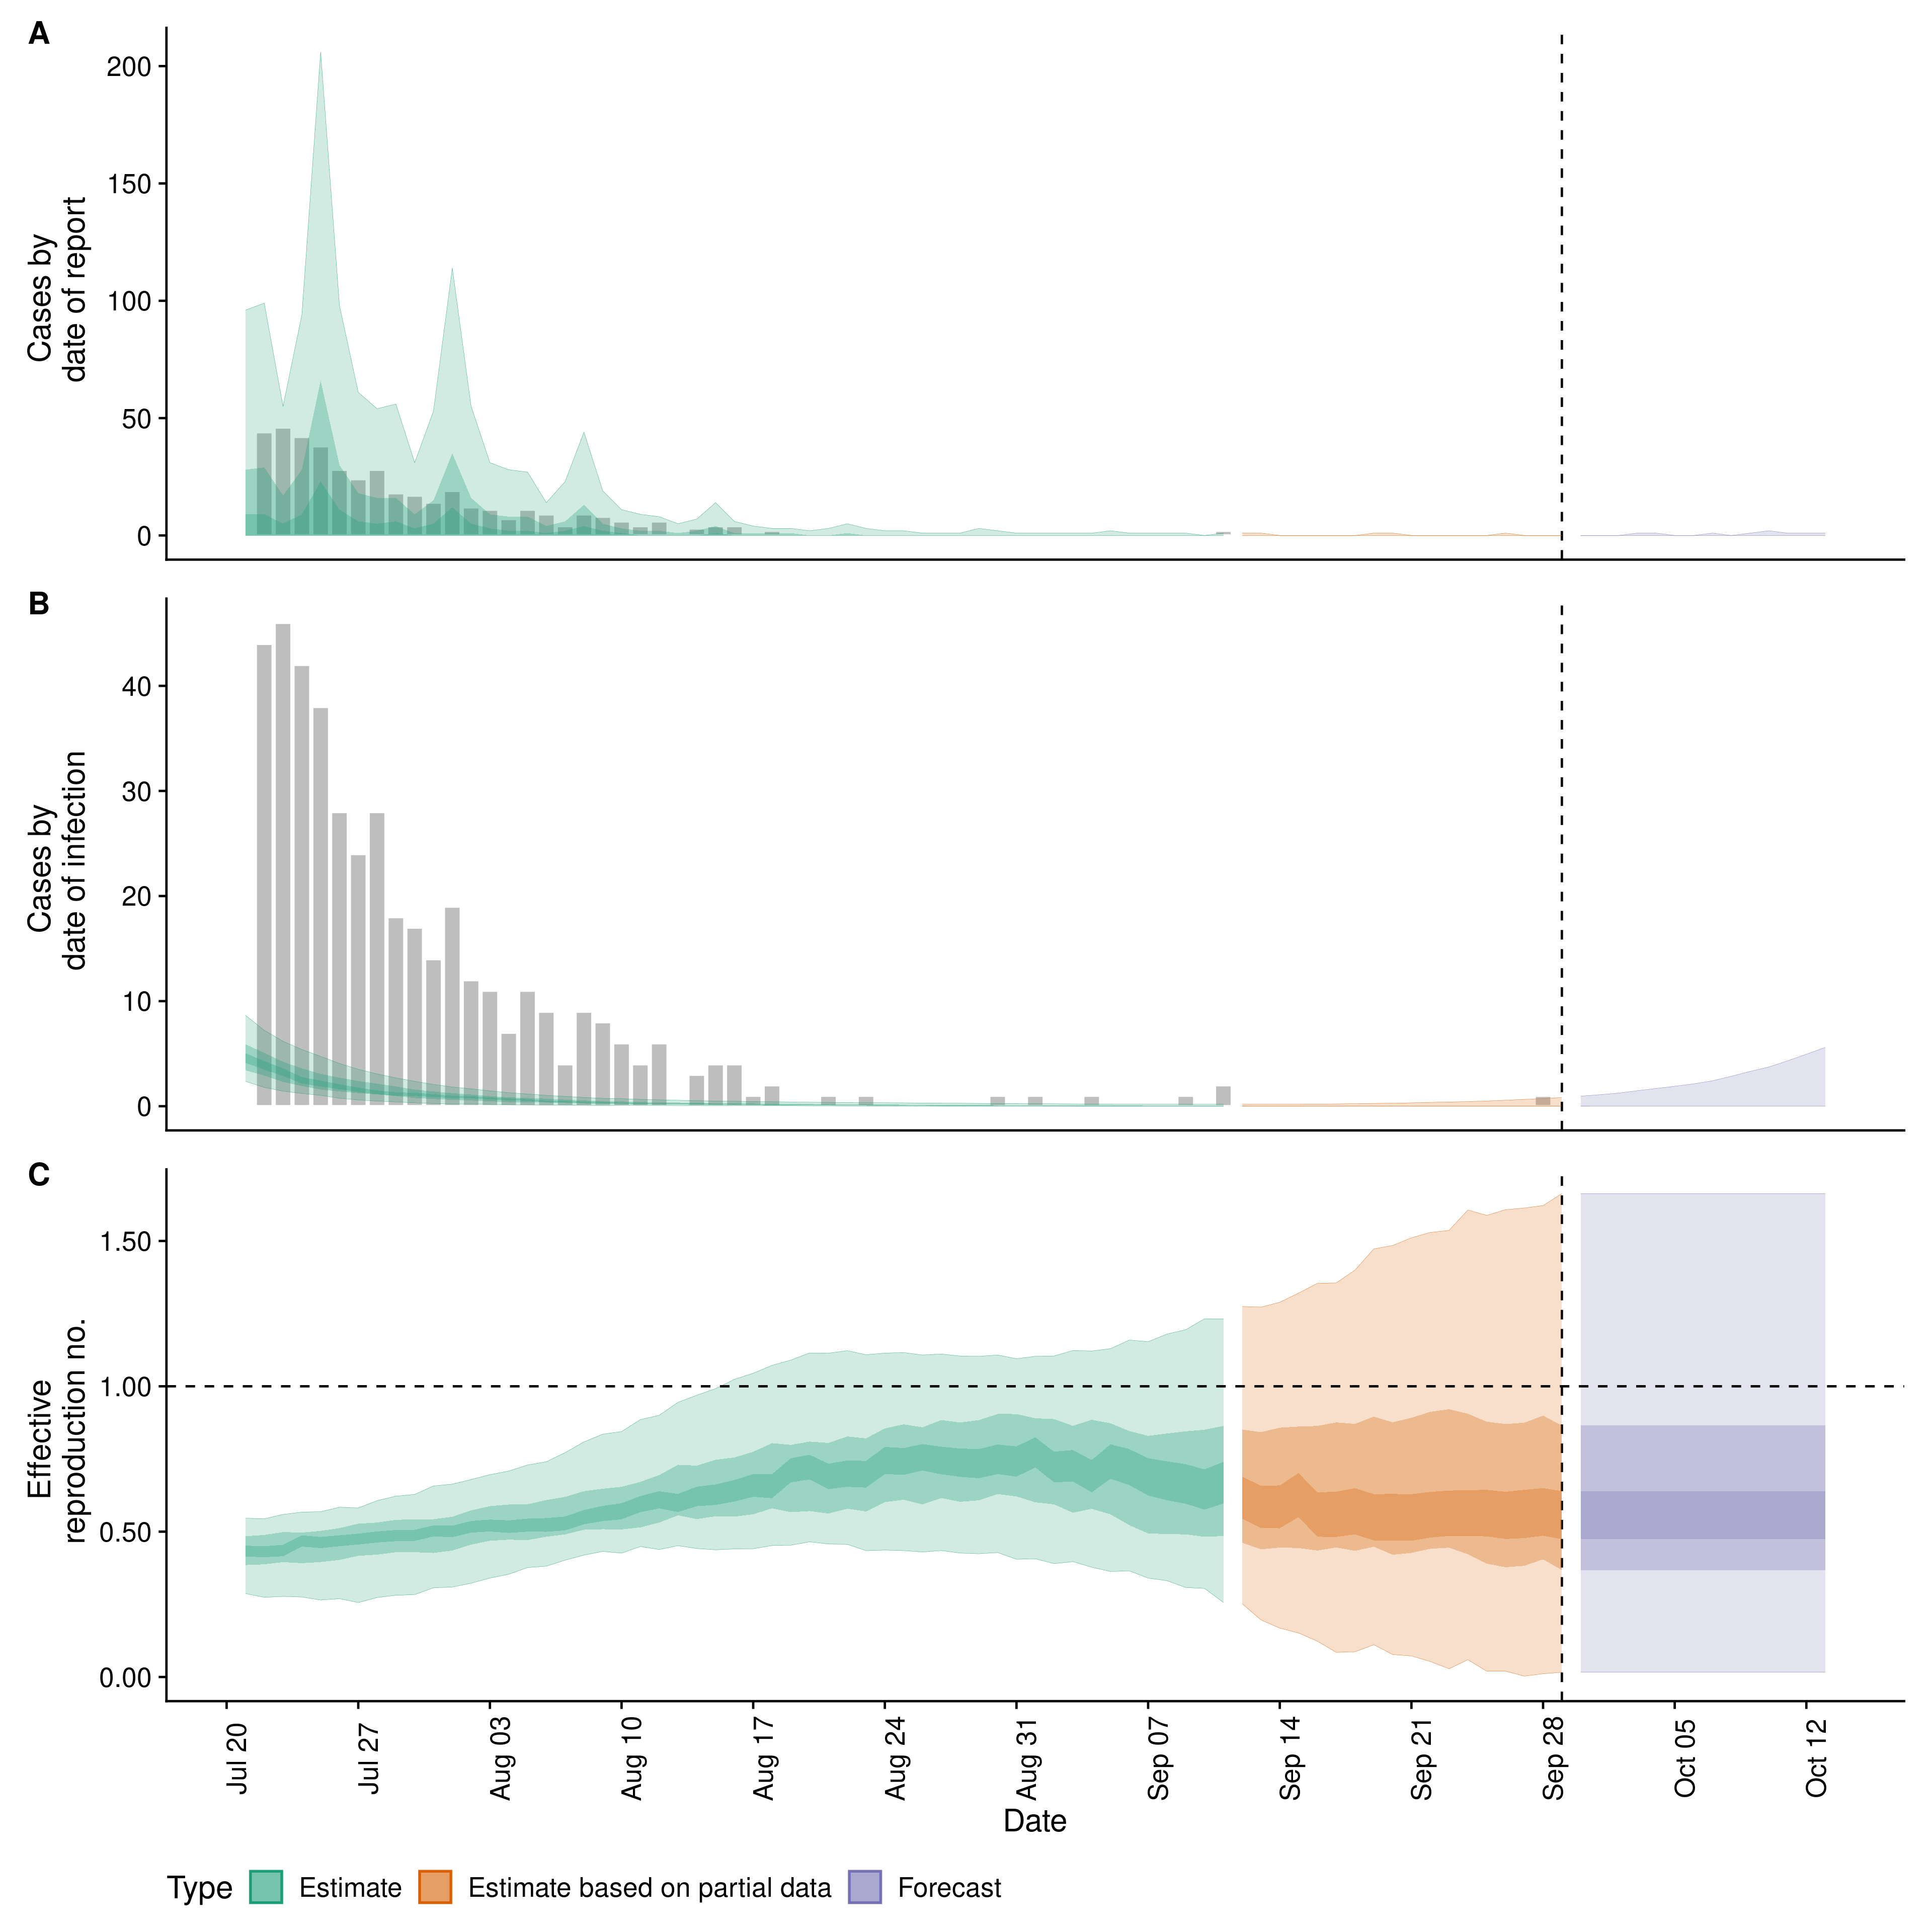 A
Cases by
date of report
200
150
100
50
0
B
Cases by
date of infection
40
30
20
10
0
C
Effective
reproduction no.
1.50
1.00
0.50
0.00
Jul 20
Jul 27
Aug 03
Aug 10
Aug 17
Aug 24
Aug 31
Sep 07
Sep 14
Sep 21
Sep 28
Oct 05
Oct 12
Date
Type Estimate Estimate based on partial data Forecast